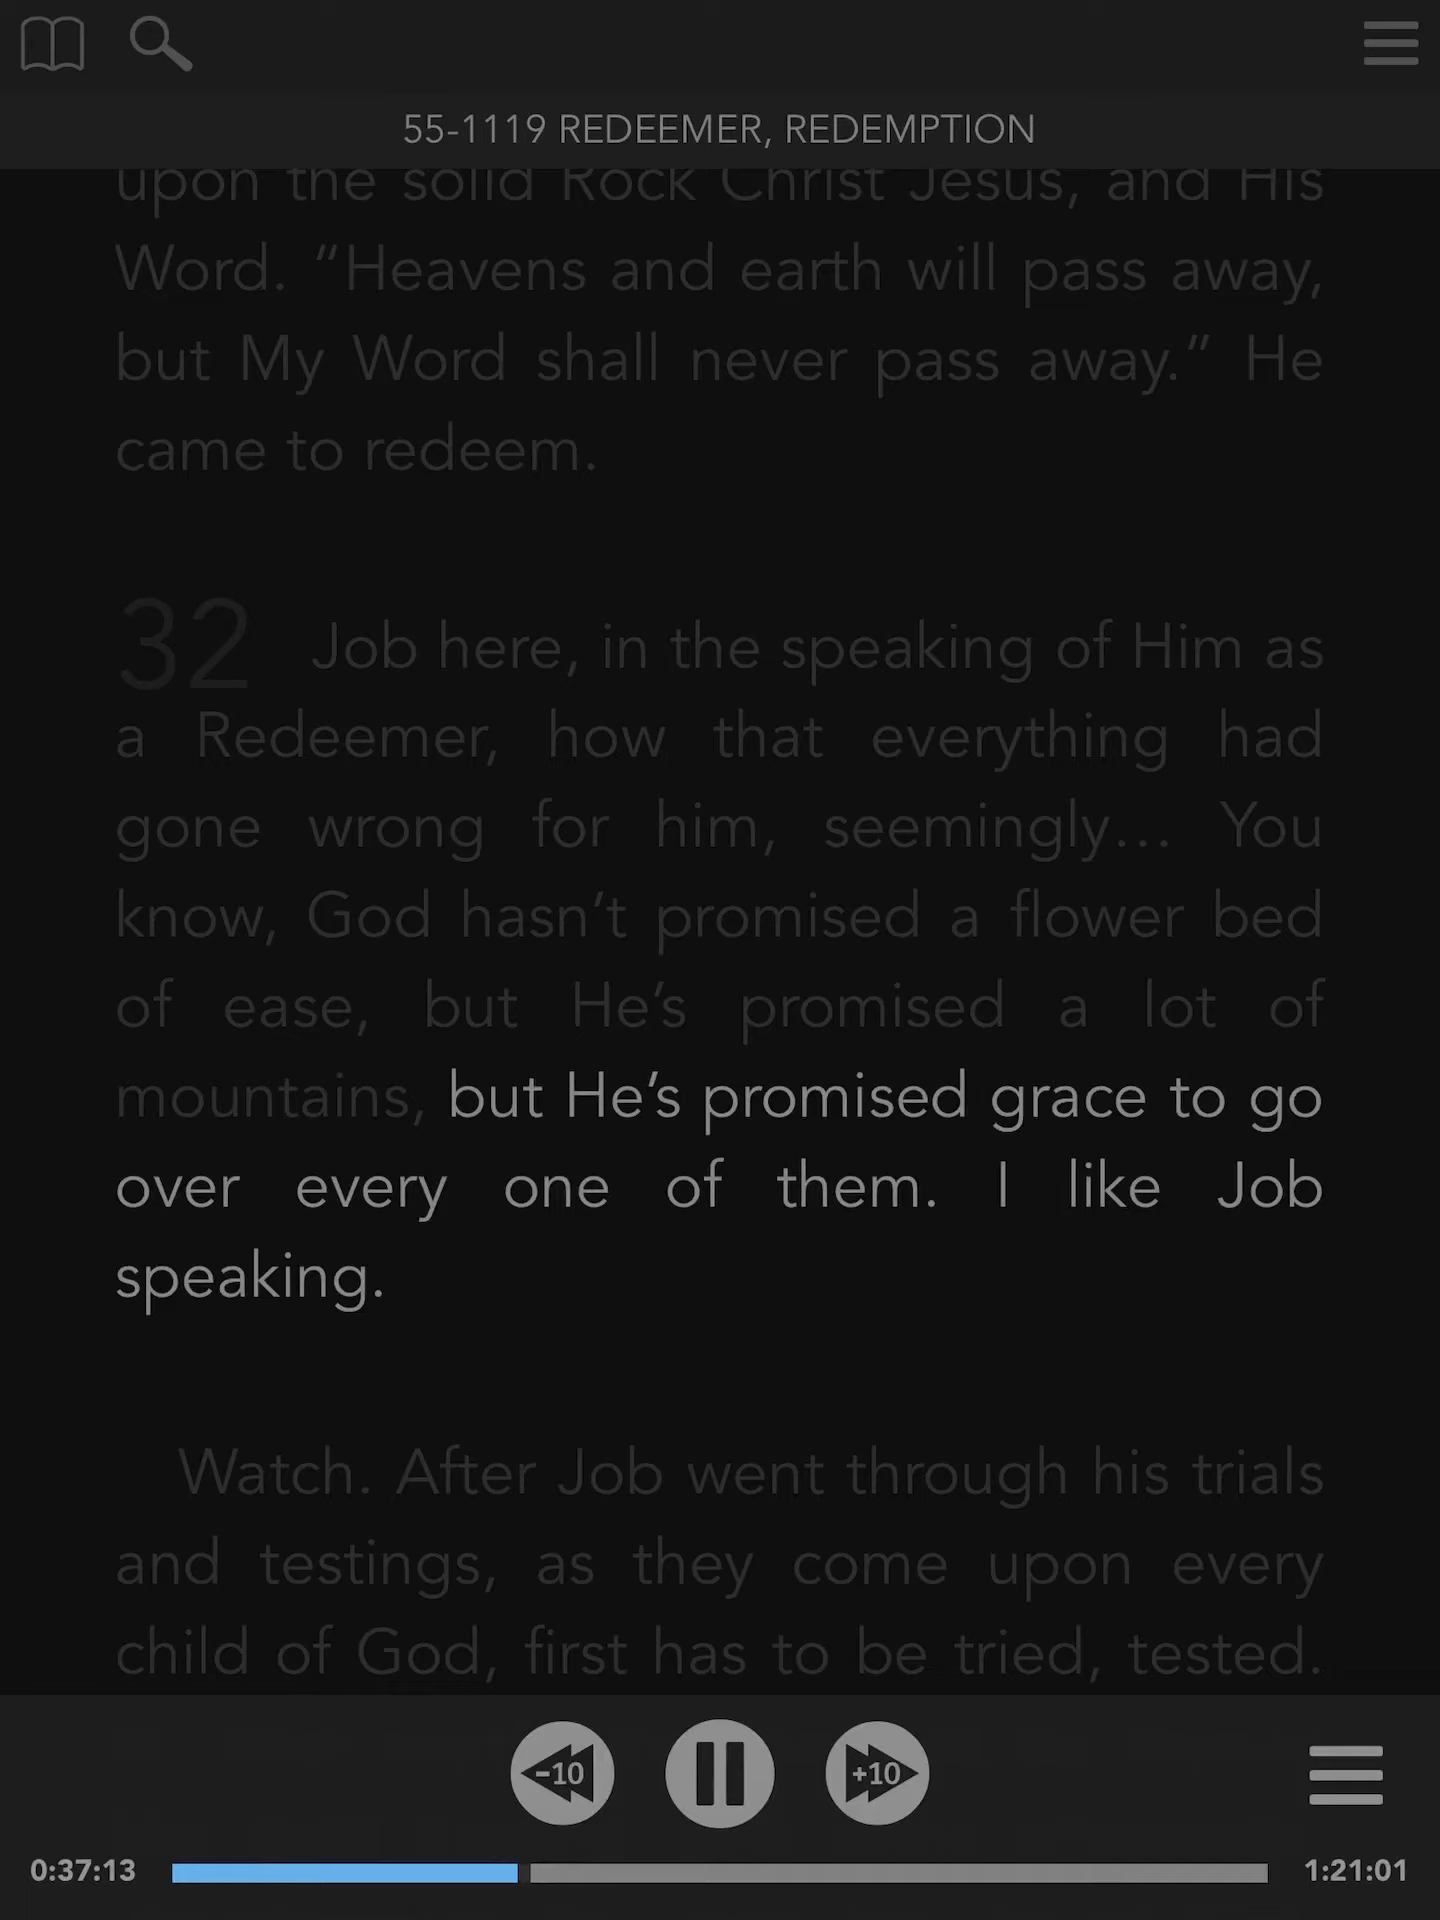 55-1119 REDEEMER, REDEMPTION
upon the solid Rock Christ Jesus, and His
Word. “Heavens and earth will pass away,
but My Word shall never pass away.” He
came to redeem.
32 Job here, in the speaking of Him as
a Redeemer, how that everything had
gone wrong for him, seemingly… You
know, God hasn’t promised a flower bed
of ease, but He’s promised a lot of
mountains, but He’s promised grace to go
over every one of them. I like Job
speaking.
Watch. After Job went through his trials
and testings, as they come upon every
child of God, first has to be tried, tested.
-10 +10
0:37:13 1:21:01